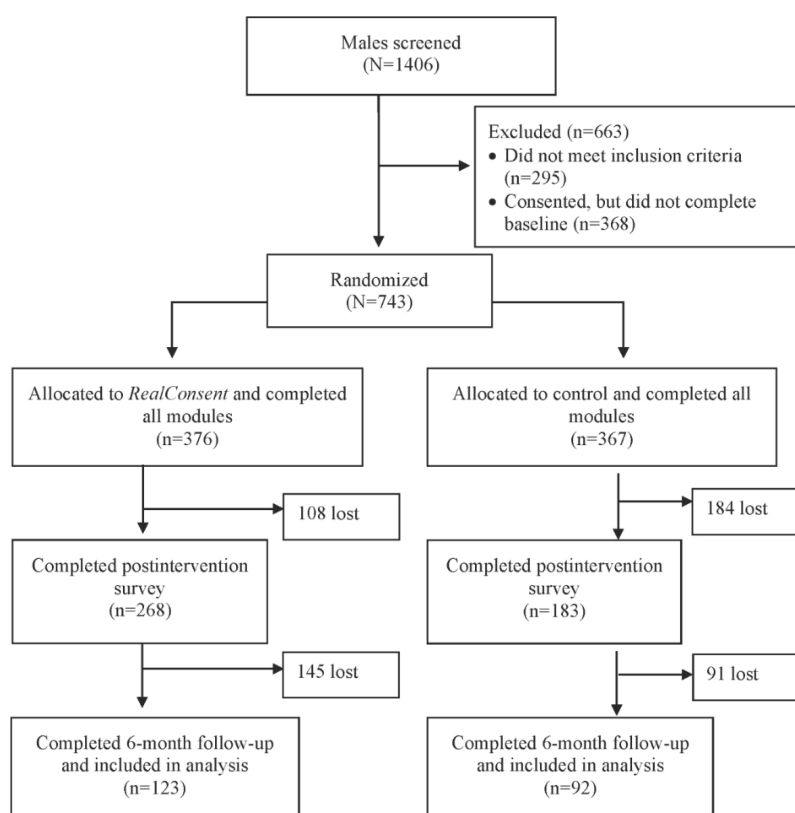 Males screened
(N=1406)
Excluded (n=663)
• Did not meet inclusion criteria
(n=295)
• Consented, but did not complete
baseline (n=368)
Randomized
(N=743)
Allocated to RealConsent and completed
all modules
(n=376)
Allocated to control and completed all
modules
(n=367)
108 lost
184 lost
Completed postintervention
survey
(n=268)
Completed postintervention
survey
(n=183)
145 lost
91 lost
Completed 6-month follow-up
and included in analysis
(n=123)
Completed 6-month follow-up
and included in analysis
(n=92)